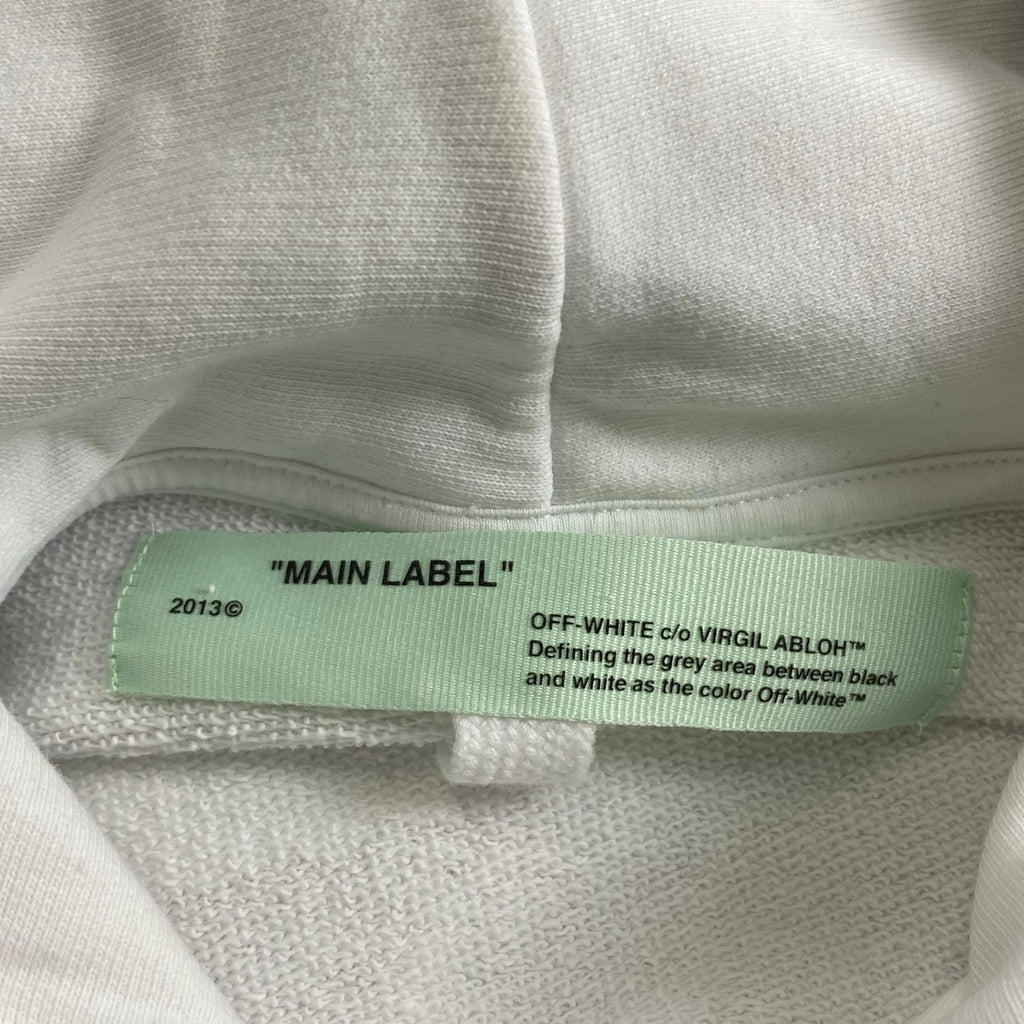 "MAIN LABEL"
2013©
OFF-WHITE c/o VIRGIL ABLOH™
Defining the grey area between black
and white as the color Off-White™